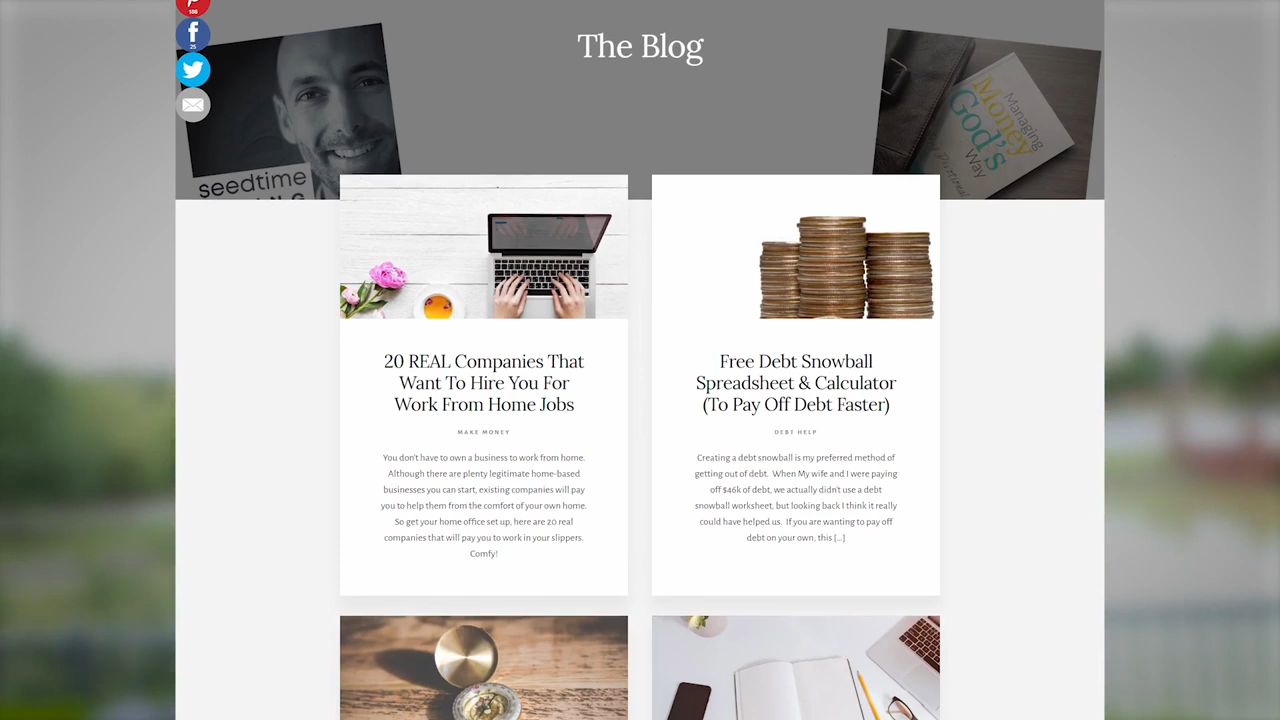 186
25
The Blog
seedtime
Managing
Money
God's
Way
20 REAL Companies That
Want To Hire You For
Work From Home Jobs
MAKE MONEY
You don't have to own a business to work from home.
Although there are plenty legitimate home-based
businesses you can start, existing companies will pay
you to help them from the comfort of your own home.
So get your home office set up, here are 20 real
companies that will pay you to work in your slippers.
Comfy!
Free Debt Snowball
Spreadsheet & Calculator
(To Pay Off Debt Faster)
DEBT HELP
Creating a debt snowball is my preferred method of
getting out of debt.  When My wife and I were paying
off $46k of debt, we actually didn't use a debt
snowball worksheet, but looking back I think it really
could have helped us.  If you are wanting to pay off
debt on your own, this [...]